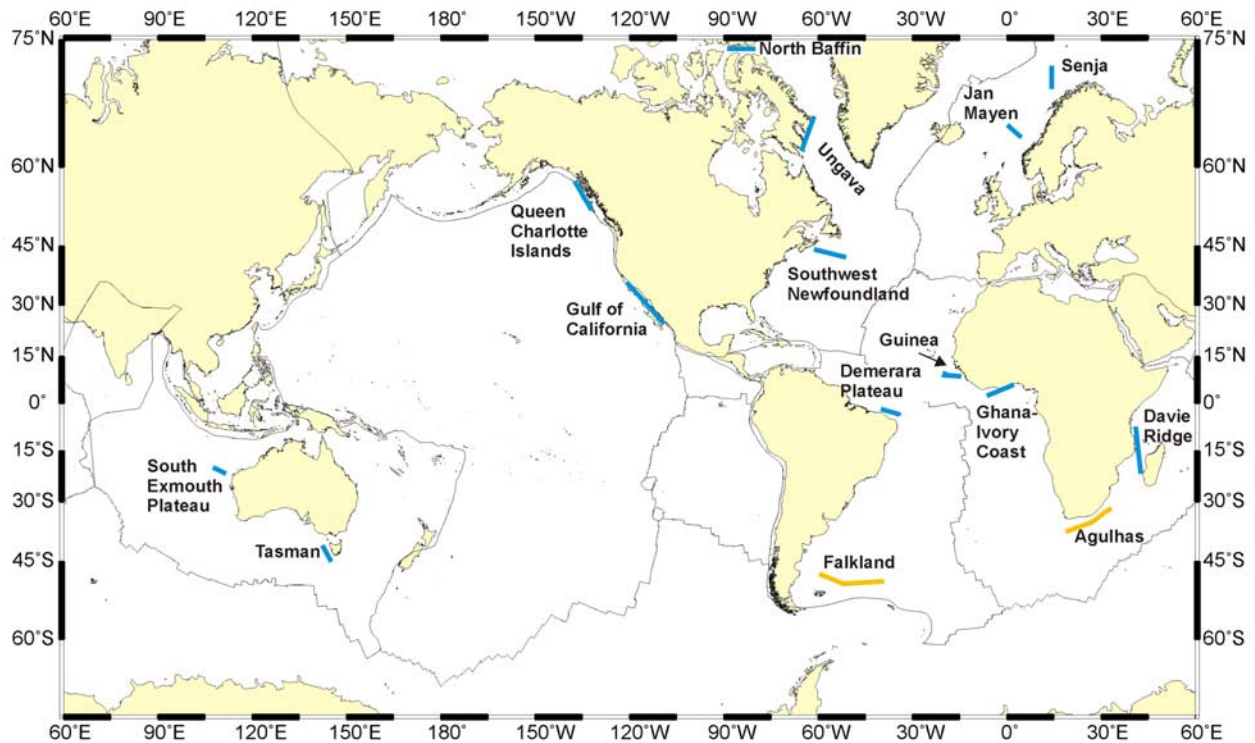 60°E 90°E 120°E 150°E 180° 150°W 120°W 90°W 60°W 30°W 0° 30°E 60°E
75°N 75°N
North Baffin
Senja
Jan
Mayen
Ungava
60°N 60°N
Queen
Charlotte
Islands
45°N 45°N
Southwest
Newfoundland
30°N 30°N
Gulf of
California
Guinea
15°N 15°N
Demerara
Plateau
0° 0°
Ghana-
Ivory
Coast
Davie
Ridge
15°S 15°S
South
Exmouth
Plateau
30°S 30°S
Agulhas
Tasman
45°S 45°S
Falkland
60°S 60°S
60°E 90°E 120°E 150°E 180° 150°W 120°W 90°W 60°W 30°W 0° 30°E 60°E